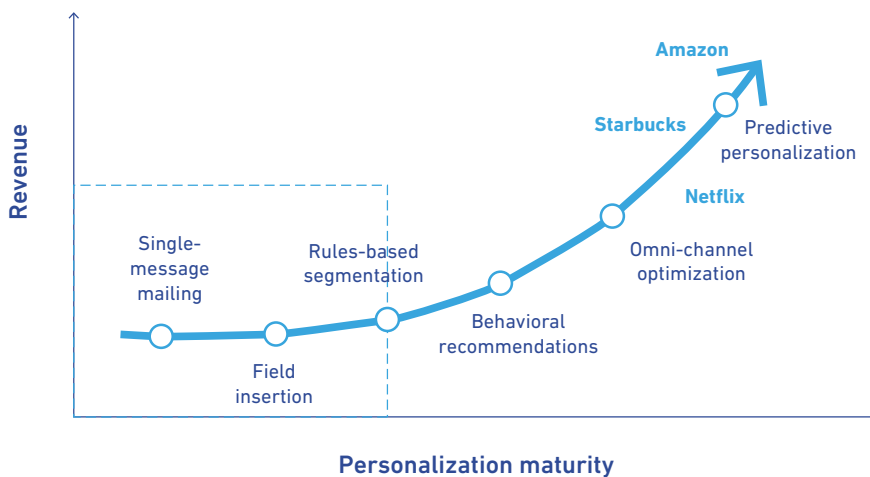 Amazon
Starbucks
Predictive
personalization
Netflix
Revenue
Single-
message
mailing
Rules-based
segmentation
Omni-channel
optimization
Behavioral
recommendations
Field
insertion
Personalization maturity